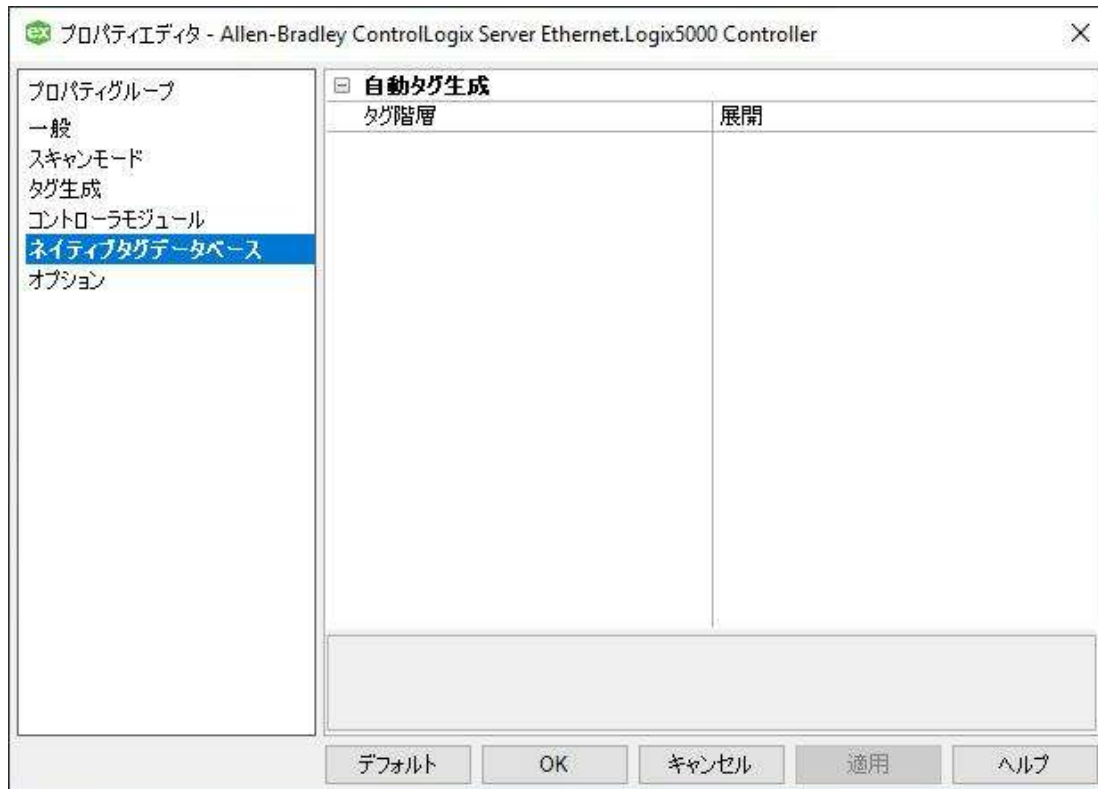 プロパティエディタ - Allen-Bradley ControlLogix Server Ethernet.Logix5000 Controller
プロパティグループ
一般
スキャンモード
タグ生成
コントローラモジュール
ネイティブタグデータベース
オプション
自動タグ生成
タグ階層 展開
デフォルト OK キャンセル 適用 ヘルプ